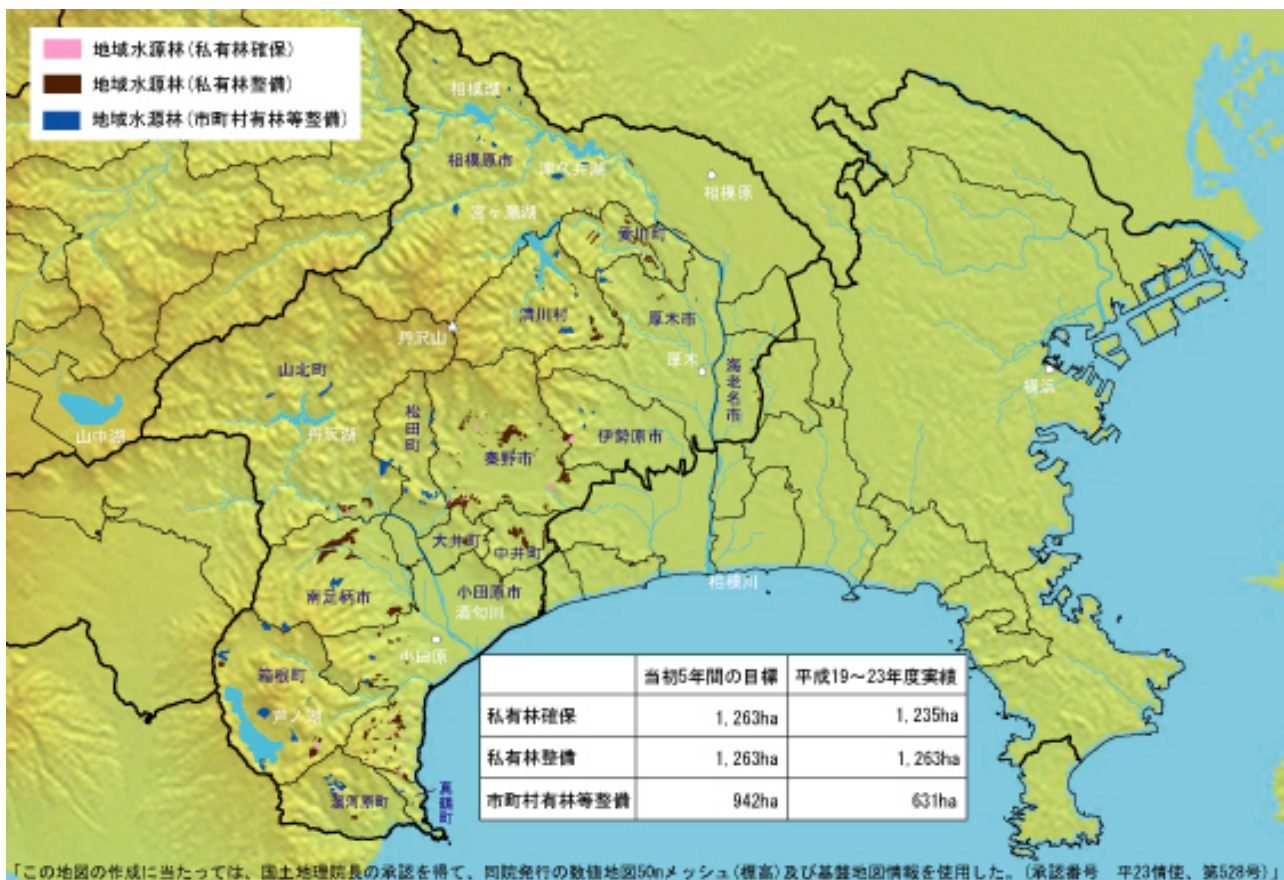 地域水源林(私有林確保)
地域水源林(私有林整備)
地域水源林(市町村有林等整備)
相模湖
相模原市
津久井湖
相模原
宮ヶ瀬湖
愛川町
清川村
厚木市
丹沢山
厚木
海老名市
横浜
山北町
山中湖
丹沢湖
松田町
秦野市
伊勢原市
大井町
中井町
相模川
南足柄市
小田原市
酒匂川
小田原
箱根町
芦ノ湖
湯河原町
真鶴町
当初5年間の目標 平成19～23年度実績
私有林確保 1,263ha 1,235ha
私有林整備 1,263ha 1,263ha
市町村有林等整備 942ha 631ha
「この地図の作成に当たっては、国土地理院長の承認を得て、同院発行の数値地図50mメッシュ(標高)及び基盤地図情報を使用した。(承認番号 平23情使、第528号)」